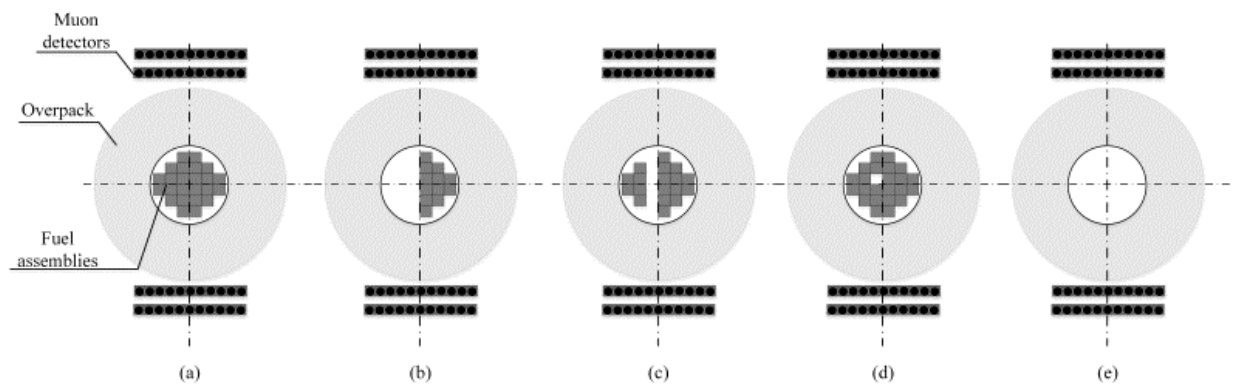 Muon
detectors
Overpack
Fuel
assemblies
(a)
(b)
(c)
(d)
(e)